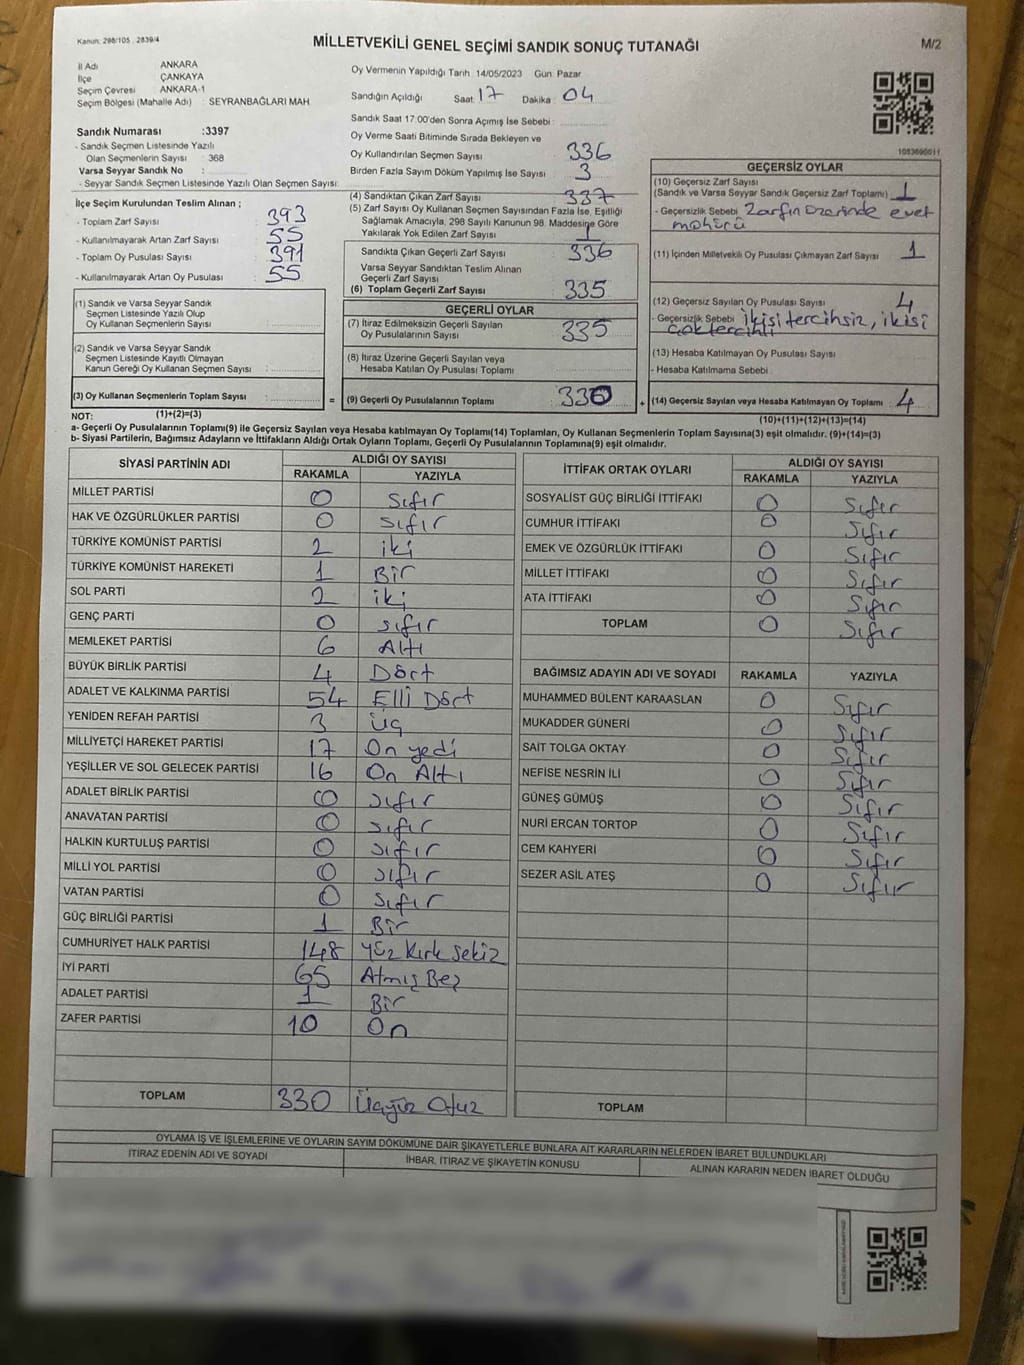 Kanun: 298/105 . 2839/4
MİLLETVEKİLİ GENEL SEÇİMİ SANDIK SONUÇ TUTANAĞI
M/2
İl Adı ANKARA
İlçe ÇANKAYA
Seçim Çevresi : ANKARA-1
Seçim Bölgesi (Mahalle Adı) : SEYRANBAĞLARI MAH
Oy Vermenin Yapıldığı Tarih : 14/05/2023 Gün: Pazar
Sandığın Açıldığı Saat 17 Dakika : 04
Sandık Saat 17:00'den Sonra Açımış İse Sebebi :
Sandık Numarası :3397
- Sandık Seçmen Listesinde Yazılı
Olan Seçmenlerin Sayısı : 368
Varsa Seyyar Sandık No :
- Seyyar Sandık Seçmen Listesinde Yazılı Olan Seçmen Sayısı:
Oy Verme Saati Bitiminde Sırada Bekleyen ve
Oy Kullandırılan Seçmen Sayısı 336
Birden Fazla Sayım Döküm Yapılmış İse Sayısı 3
İlçe Seçim Kurulundan Teslim Alınan ;
- Toplam Zarf Sayısı 393
- Kullanılmayarak Artan Zarf Sayısı : 55
- Toplam Oy Pusulası Sayısı : 391
- Kullanılmayarak Artan Oy Pusulası : 55
(4) Sandıktan Çıkan Zarf Sayısı : 337
(5) Zarf Sayısı Oy Kullanan Seçmen Sayısından Fazla İse, Eşitliği
Sağlamak Amacıyla, 298 Sayılı Kanunun 98. Maddesine Göre
Yakılarak Yok Edilen Zarf Sayısı : 1
Sandıkta Çıkan Geçerli Zarf Sayısı : 336
Varsa Seyyar Sandıktan Teslim Alınan
Geçerli Zarf Sayısı
(6) Toplam Geçerli Zarf Sayısı : 335
1083690011
GEÇERSİZ OYLAR
(10) Geçersiz Zarf Sayısı
(Sandık ve Varsa Seyyar Sandık Geçersiz Zarf Toplamı) : 1
- Geçersizlik Sebebi Zarfın üzerinde evet
mohürü
(11) İçinden Milletvekili Oy Pusulası Çıkmayan Zarf Sayısı : 1
(12) Geçersiz Sayılan Oy Pusulası Sayısı : 4
- Geçersizlik Sebebi İkisi tercihsiz, ikisi
çok tercihli
(13) Hesaba Katılmayan Oy Pusulası Sayısı
- Hesaba Katılmama Sebebi
(14) Geçersiz Sayılan veya Hesaba Katılmayan Oy Toplamı : 4
(10)+(11)+(12)+(13)=(14)
(1) Sandık ve Varsa Seyyar Sandık
Seçmen Listesinde Yazılı Olup
Oy Kullanan Seçmenlerin Sayısı :
(2) Sandık ve Varsa Seyyar Sandık
Seçmen Listesinde Kayıtlı Olmayan
Kanun Gereği Oy Kullanan Seçmen Sayısı :
(3) Oy Kullanan Seçmenlerin Toplam Sayısı :
(1)+(2)=(3)
GEÇERLİ OYLAR
(7) İtiraz Edilmeksizin Geçerli Sayılan
Oy Pusulalarının Sayısı : 335
(8) İtiraz Üzerine Geçerli Sayılan veya
Hesaba Katılan Oy Pusulası Toplamı :
= (9) Geçerli Oy Pusulalarının Toplamı : 330 +
NOT:
a- Geçerli Oy Pusulalarının Toplamı(9) ile Geçersiz Sayılan veya Hesaba katılmayan Oy Toplamı(14) Toplamları, Oy Kullanan Seçmenlerin Toplam Sayısına(3) eşit olmalıdır. (9)+(14)=(3)
b- Siyasi Partilerin, Bağımsız Adayların ve İttifakların Aldığı Ortak Oyların Toplamı, Geçerli Oy Pusulalarının Toplamına(9) eşit olmalıdır.
SİYASİ PARTİNİN ADI ALDIĞI OY SAYISI
RAKAMLA YAZIYLA
MİLLET PARTİSİ 0 Sıfır
HAK VE ÖZGÜRLÜKLER PARTİSİ 0 sıfır
TÜRKİYE KOMÜNİST PARTİSİ 2 iki
TÜRKİYE KOMÜNİST HAREKETİ 1 Bir
SOL PARTİ 2 iki
GENÇ PARTİ 0 sıfır
MEMLEKET PARTİSİ 6 Altı
BÜYÜK BİRLİK PARTİSİ 4 Dört
ADALET VE KALKINMA PARTİSİ 54 Elli Dört
YENİDEN REFAH PARTİSİ 3 Üç
MİLLİYETÇİ HAREKET PARTİSİ 17 On yedi
YEŞİLLER VE SOL GELECEK PARTİSİ 16 On Altı
ADALET BİRLİK PARTİSİ 0 sıfır
ANAVATAN PARTİSİ 0 sıfır
HALKIN KURTULUŞ PARTİSİ 0 sıfır
MİLLİ YOL PARTİSİ 0 sıfır
VATAN PARTİSİ 0 sıfır
GÜÇ BİRLİĞİ PARTİSİ 1 Bir
CUMHURİYET HALK PARTİSİ 148 Yüz Kırk Sekiz
İYİ PARTİ 65 Atmış Beş
ADALET PARTİSİ 1 Bir
ZAFER PARTİSİ 10 On
TOPLAM 330 Üçyüz Otuz
İTTİFAK ORTAK OYLARI ALDIĞI OY SAYISI
RAKAMLA YAZIYLA
SOSYALİST GÜÇ BİRLİĞİ İTTİFAKI 0 Sıfır
CUMHUR İTTİFAKI 0 Sıfır
EMEK VE ÖZGÜRLÜK İTTİFAKI 0 Sıfır
MİLLET İTTİFAKI 0 Sıfır
ATA İTTİFAKI 0 Sıfır
TOPLAM 0 Sıfır
BAĞIMSIZ ADAYIN ADI VE SOYADI RAKAMLA YAZIYLA
MUHAMMED BÜLENT KARAASLAN 0 Sıfır
MUKADDER GÜNERİ 0 Sıfır
SAİT TOLGA OKTAY 0 Sıfır
NEFİSE NESRİN İLİ 0 Sıfır
GÜNEŞ GÜMÜŞ 0 Sıfır
NURİ ERCAN TORTOP 0 Sıfır
CEM KAHYERİ 0 Sıfır
SEZER ASİL ATEŞ 0 Sıfır
TOPLAM
OYLAMA İŞ VE İŞLEMLERİNE VE OYLARIN SAYIM DÖKÜMÜNE DAİR ŞİKAYETLERLE BUNLARA AİT KARARLARIN NELERDEN İBARET BULUNDUKLARI
İTİRAZ EDENİN ADI VE SOYADI İHBAR, İTİRAZ VE ŞİKAYETİN KONUSU ALINAN KARARIN NEDEN İBARET OLDUĞU